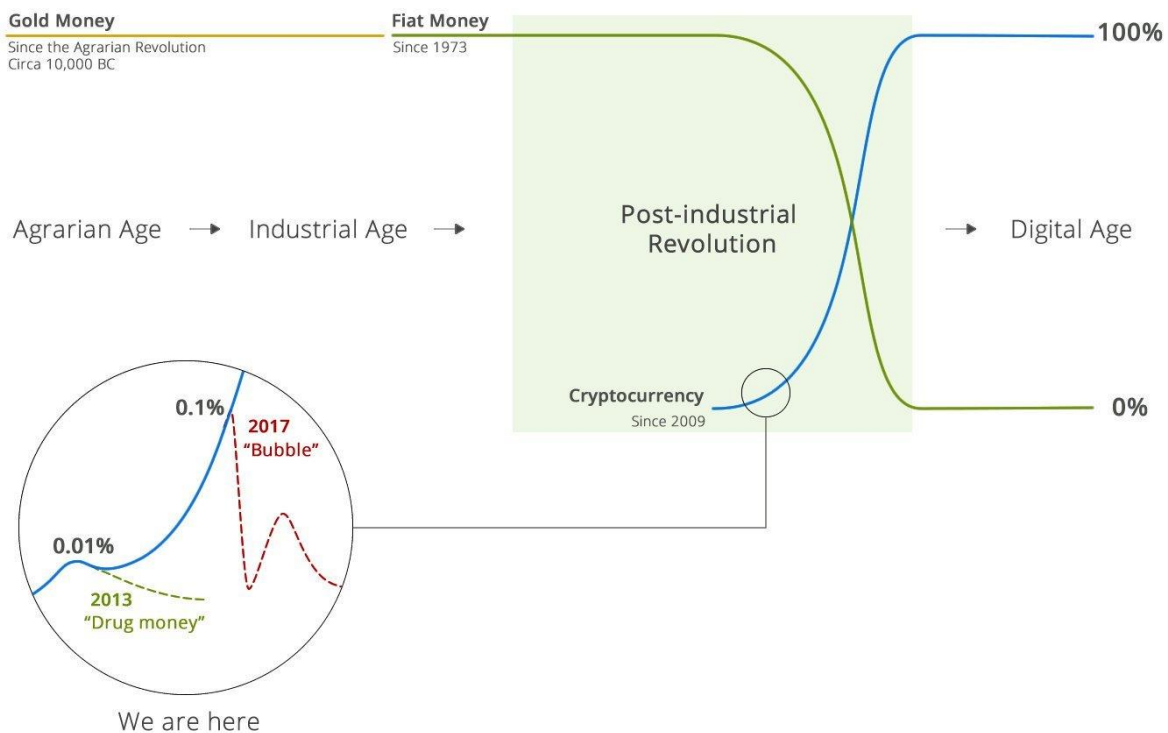 Gold Money
Since the Agrarian Revolution
Circa 10,000 BC
Fiat Money
Since 1973
100%
Agrarian Age
Industrial Age
Post-industrial
Revolution
Digital Age
Cryptocurrency
Since 2009
0%
0.1%
2017
“Bubble”
0.01%
2013
“Drug money”
We are here